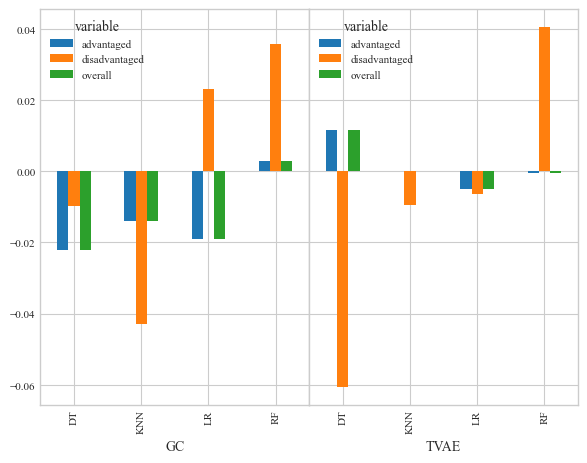 variable
advantaged
disadvantaged
overall
variable
advantaged
disadvantaged
overall
0.04
0.02
0.00
−0.02
−0.04
−0.06
DT
KNN
LR
RF
DT
KNN
LR
RF
GC
TVAE